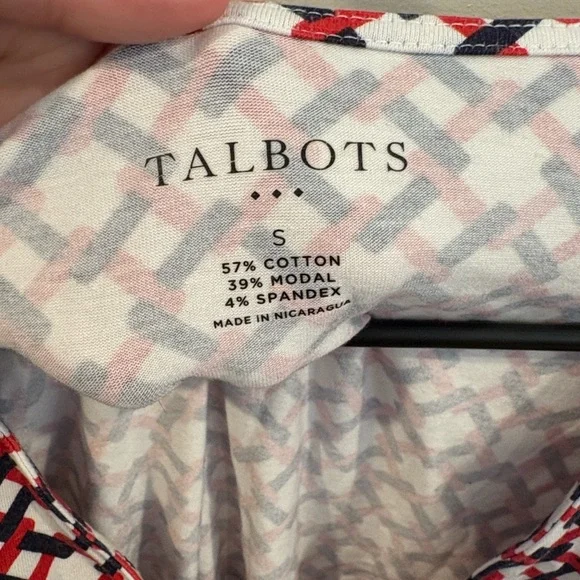 TALBOTS
S
57% COTTON
39% MODAL
4% SPANDEX
MADE IN NICARAGUA